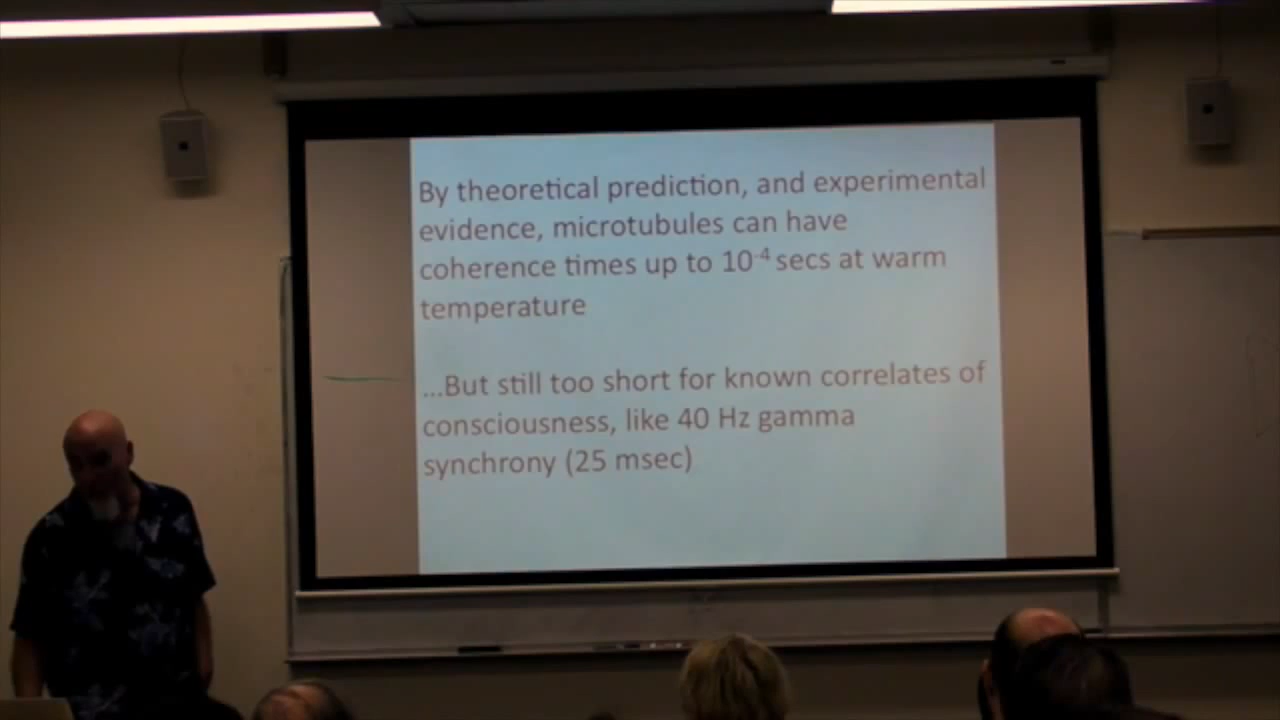 By theoretical prediction, and experimental
evidence, microtubules can have
coherence times up to 10⁻⁴ secs at warm
temperature
...But still too short for known correlates of
consciousness, like 40 Hz gamma
synchrony (25 msec)